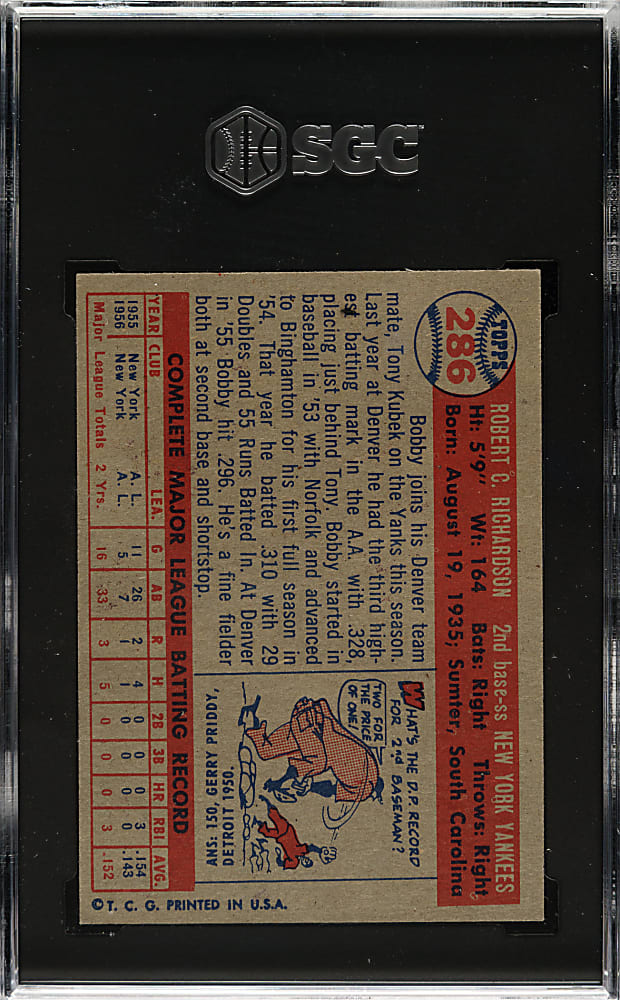 SGC
TOPPS
286
ROBERT C. RICHARDSON 2nd base-ss NEW YORK YANKEES
Ht: 5'9" Wt: 164 Bats: Right Throws: Right
Born: August 19, 1935; Sumter, South Carolina
Bobby joins his Denver team
mate, Tony Kubek on the Yanks this season.
Last year at Denver he had the third high-
est batting mark in the A.A. with .328,
placing just behind Tony. Bobby started in
baseball in '53 with Norfolk and advanced
to Binghamton for his first full season in
'54. That year he batted .310 with 29
Doubles and 55 Runs Batted In. At Denver
in '55 Bobby hit .296. He's a fine fielder
both at second base and shortstop.
WHAT'S THE D.P. RECORD
FOR 2nd BASEMAN?
TWO FOR
THE PRICE
OF ONE!
ANS: 150, GERRY PRIDDY,
DETROIT 1950.
COMPLETE MAJOR LEAGUE BATTING RECORD
YEAR CLUB LEA. G AB R H 2B 3B HR RBI AVG.
1955 New York A. L. 11 26 2 4 0 0 0 3 .154
1956 New York A. L. 5 7 1 1 0 0 0 0 .143
Major League Totals 2 Yrs. 16 33 3 5 0 0 0 3 .152
© T. C. G. PRINTED IN U.S.A.